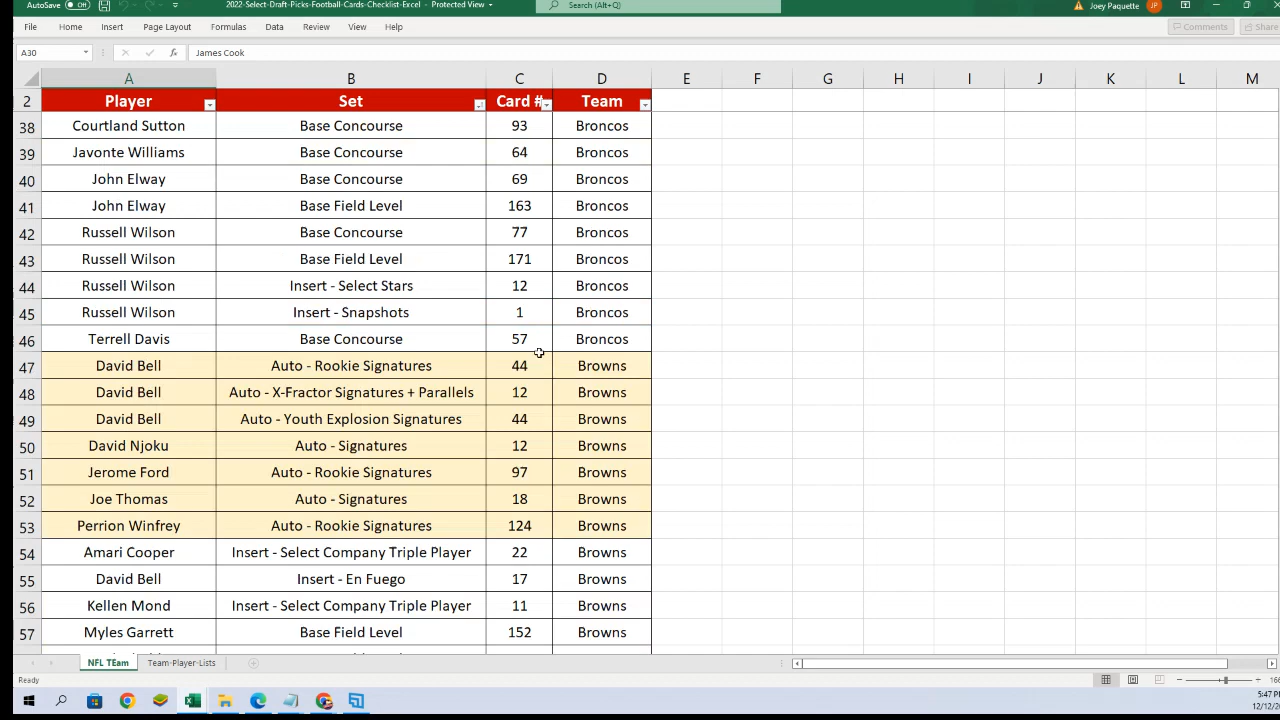 AutoSave Off 2022-Select-Draft-Picks-Football-Cards-Checklist-Excel - Protected View Search (Alt+Q) Joey Paquette JP
File Home Insert Page Layout Formulas Data Review View Help Comments Share
A30 fx James Cook
A B C D E F G H I J K L M
2 Player Set Card # Team
38 Courtland Sutton Base Concourse 93 Broncos
39 Javonte Williams Base Concourse 64 Broncos
40 John Elway Base Concourse 69 Broncos
41 John Elway Base Field Level 163 Broncos
42 Russell Wilson Base Concourse 77 Broncos
43 Russell Wilson Base Field Level 171 Broncos
44 Russell Wilson Insert - Select Stars 12 Broncos
45 Russell Wilson Insert - Snapshots 1 Broncos
46 Terrell Davis Base Concourse 57 Broncos
47 David Bell Auto - Rookie Signatures 44 Browns
48 David Bell Auto - X-Fractor Signatures + Parallels 12 Browns
49 David Bell Auto - Youth Explosion Signatures 44 Browns
50 David Njoku Auto - Signatures 12 Browns
51 Jerome Ford Auto - Rookie Signatures 97 Browns
52 Joe Thomas Auto - Signatures 18 Browns
53 Perrion Winfrey Auto - Rookie Signatures 124 Browns
54 Amari Cooper Insert - Select Company Triple Player 22 Browns
55 David Bell Insert - En Fuego 17 Browns
56 Kellen Mond Insert - Select Company Triple Player 11 Browns
57 Myles Garrett Base Field Level 152 Browns
NFL TEam Team-Player-Lists
Ready
5:47 P